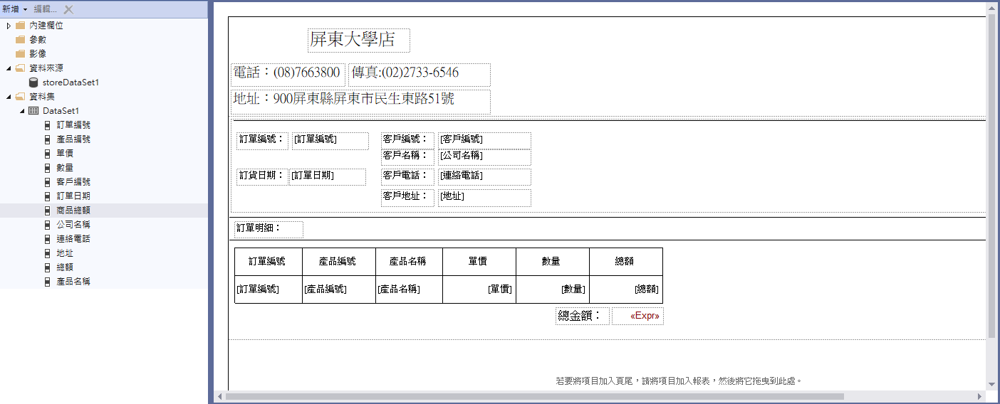 新增 編輯...
內建欄位
參數
影像
資料來源
storeDataSet1
資料集
DataSet1
訂單編號
產品編號
單價
數量
客戶編號
訂單日期
商品總額
公司名稱
連絡電話
地址
總額
產品名稱
屏東大學店
電話：(08)7663800 傳真:(02)2733-6546
地址：900屏東縣屏東市民生東路51號
訂單編號： [訂單編號] 客戶編號： [客戶編號]
客戶名稱： [公司名稱]
訂貨日期： [訂單日期] 客戶電話： [連絡電話]
客戶地址： [地址]
訂單明細：
訂單編號 產品編號 產品名稱 單價 數量 總額
[訂單編號] [產品編號] [產品名稱] [單價] [數量] [總額]
總金額： «Expr»
若要將項目加入頁尾，請將項目加入報表，然後將它拖曳到此處。